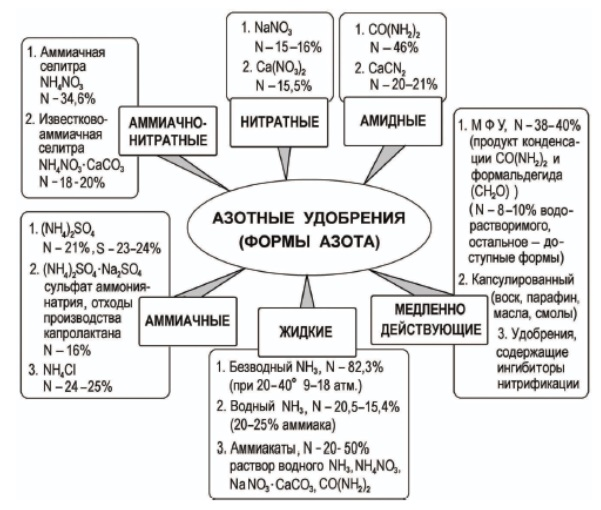 1. Аммиачная
селитра
NH₄NO₃
N – 34,6%
2. Известково-
аммиачная
селитра
NH₄NO₃·CaCO₃
N – 18-20%
АММИАЧНО-
НИТРАТНЫЕ
1. NaNO₃
N – 15–16%
2. Ca(NO₃)₂
N – 15,5%
НИТРАТНЫЕ
1. CO(NH₂)₂
N – 46%
2. CaCN₂
N – 20–21%
АМИДНЫЕ
1. М Ф У, N – 38–40%
(продукт конденса-
ции CO(NH₂)₂ и
формальдегида
(CH₂O) )
( N – 8–10% водо-
растворимого,
остальное – до-
ступные формы)
2. Капсулированный
(воск, парафин,
масла, смолы)
3. Удобрения,
содержащие
ингибиторы
нитрификации
МЕДЛЕННО
ДЕЙСТВУЮЩИЕ
АЗОТНЫЕ УДОБРЕНИЯ
(ФОРМЫ АЗОТА)
1. (NH₄)₂SO₄
N – 21%, S – 23–24%
2. (NH₄)₂SO₄·Na₂SO₄
сульфат аммония-
натрия, отходы
производства
капролактана
N – 16%
3. NH₄Cl
N – 24 –25%
АММИАЧНЫЕ
ЖИДКИЕ
1. Безводный NH₃, N – 82,3%
(при 20–40° 9–18 атм.)
2. Водный NH₃, N – 20,5–15,4%
(20–25% аммиака)
3. Аммиакаты, N - 20- 50%
раствор водного NH₃, NH₄NO₃,
Na NO₃· CaCO₃, CO(NH₂)₂